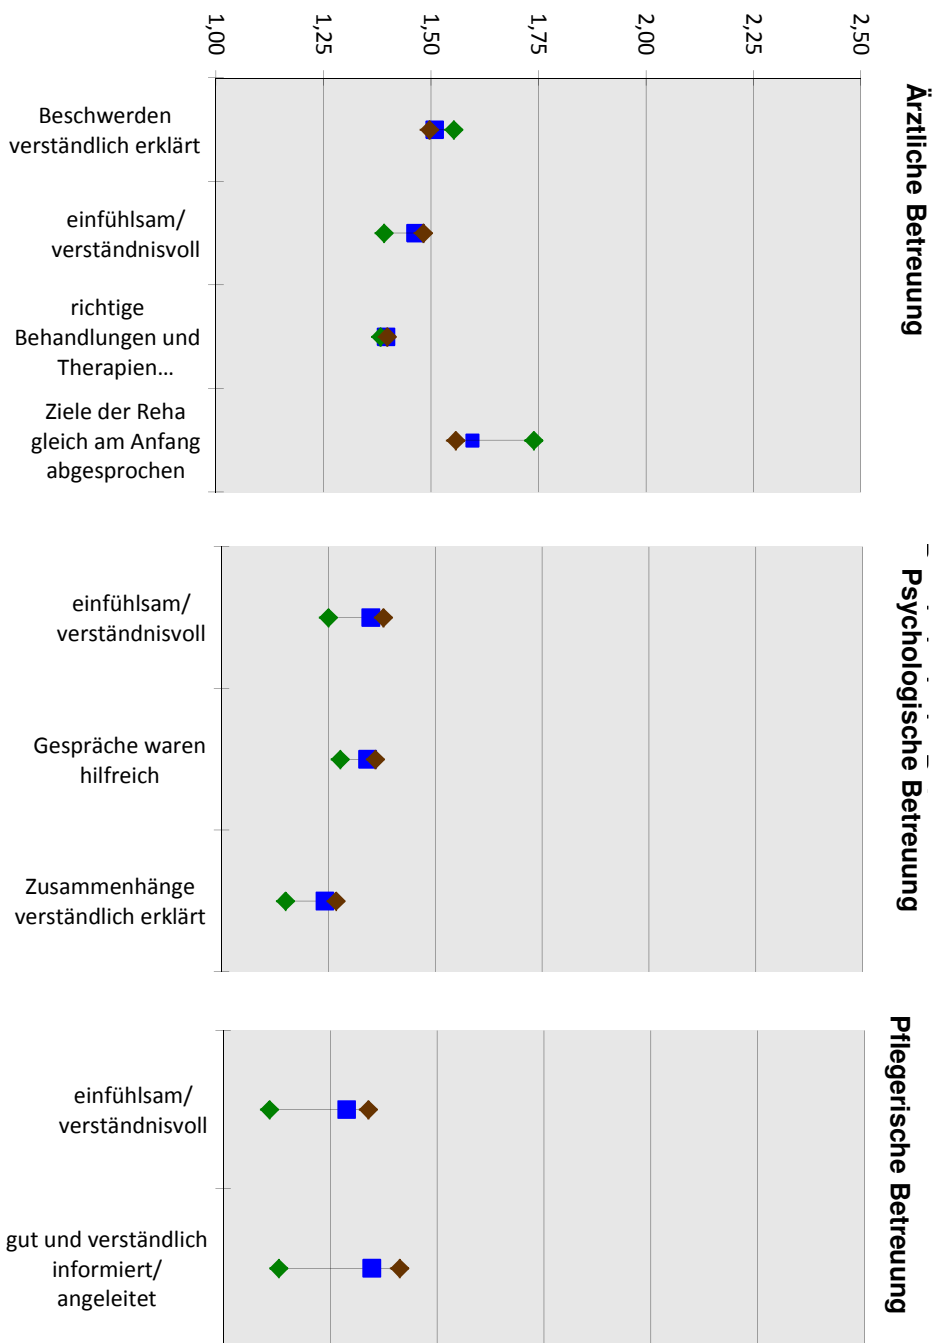 1,00
1,25
1,50
1,75
2,00
2,25
2,50
Ärztliche Betreuung
Beschwerden
verständlich erklärt
einfühlsam/
verständnisvoll
richtige
Behandlungen und
Therapien...
Ziele der Reha
gleich am Anfang
abgesprochen
Psychologische Betreuung
einfühlsam/
verständnisvoll
Gespräche waren
hilfreich
Zusammenhänge
verständlich erklärt
Pflegerische Betreuung
einfühlsam/
verständnisvoll
gut und verständlich
informiert/
angeleitet